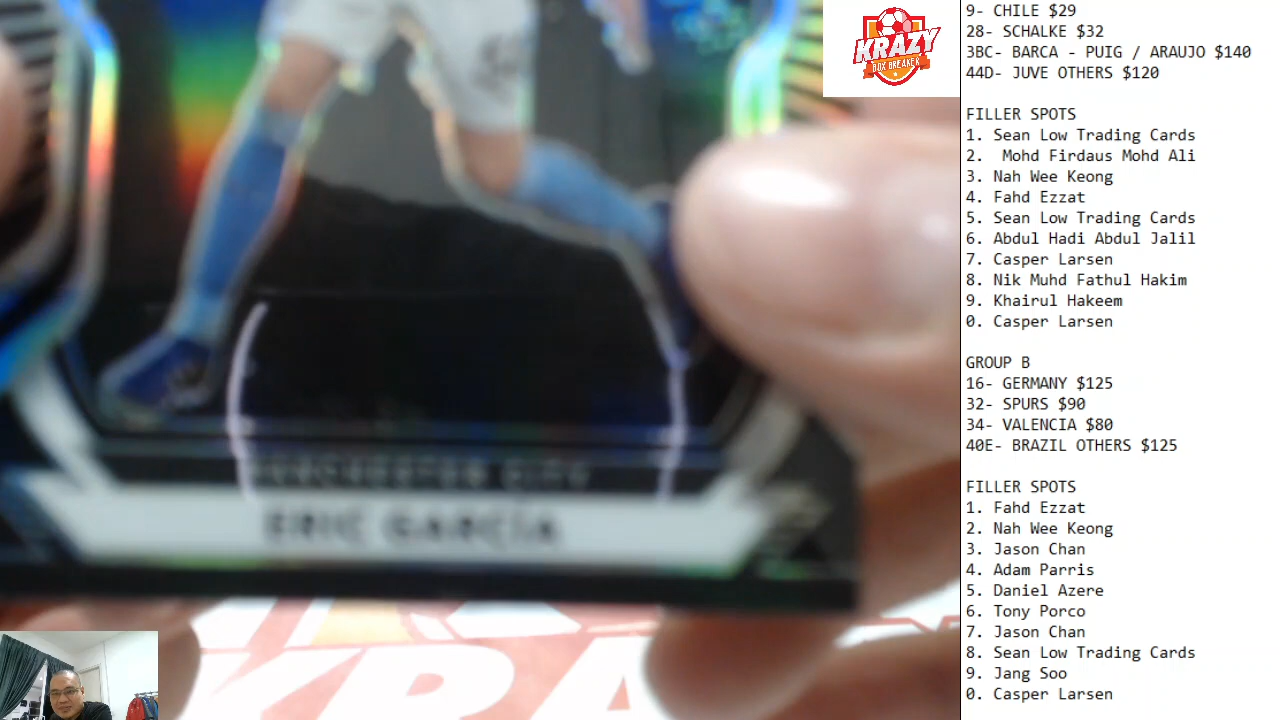 KRAZY
BOX BREAKER
MANCHESTER CITY
ERIC GARCÍA
KRA
9- CHILE $29
28- SCHALKE $32
3BC- BARCA - PUIG / ARAUJO $140
44D- JUVE OTHERS $120
FILLER SPOTS
1. Sean Low Trading Cards
2.  Mohd Firdaus Mohd Ali
3. Nah Wee Keong
4. Fahd Ezzat
5. Sean Low Trading Cards
6. Abdul Hadi Abdul Jalil
7. Casper Larsen
8. Nik Muhd Fathul Hakim
9. Khairul Hakeem
0. Casper Larsen
GROUP B
16- GERMANY $125
32- SPURS $90
34- VALENCIA $80
40E- BRAZIL OTHERS $125
FILLER SPOTS
1. Fahd Ezzat
2. Nah Wee Keong
3. Jason Chan
4. Adam Parris
5. Daniel Azere
6. Tony Porco
7. Jason Chan
8. Sean Low Trading Cards
9. Jang Soo
0. Casper Larsen